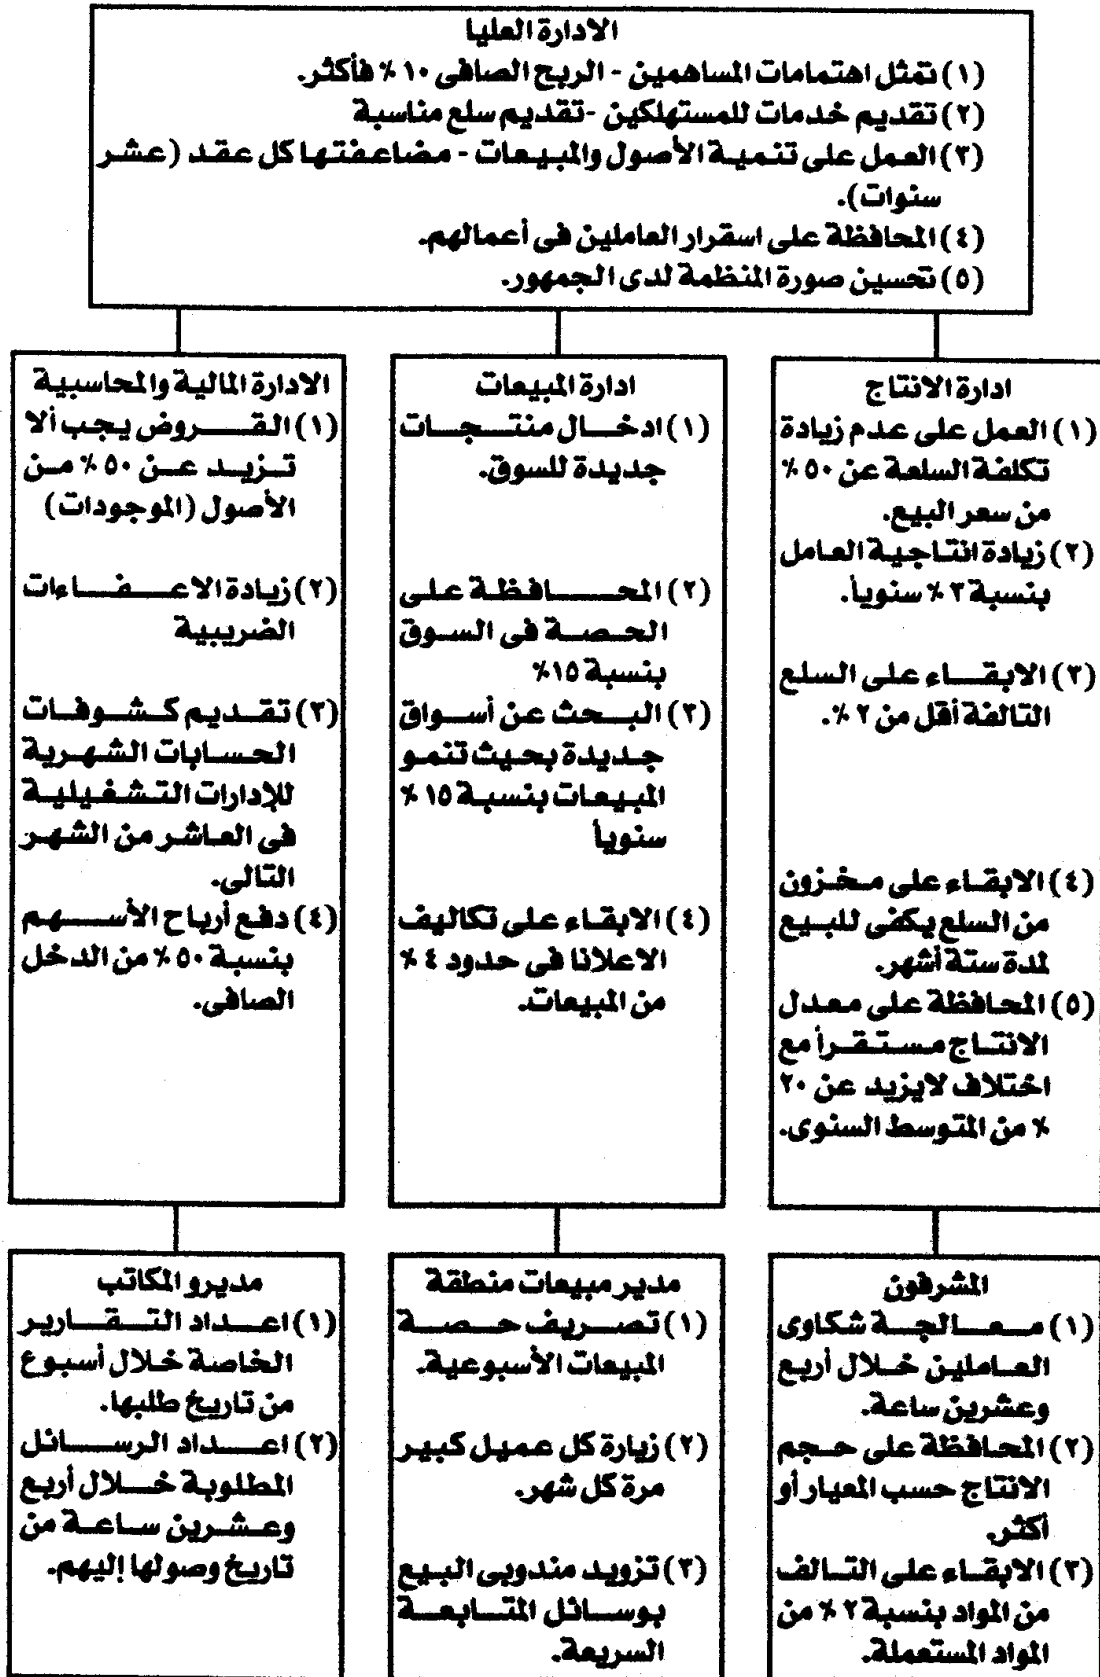 الادارة العليا
(١) تمثل اهتمامات المساهمين - الربح الصافى ١٠ % فأكثر.
(٢) تقديم خدمات للمستهلكين - تقديم سلع مناسبة
(٣) العمل على تنمية الأصول والمبيعات - مضاعفتها كل عقد (عشر
سنوات).
(٤) المحافظة على اسقرار العاملين فى أعمالهم.
(٥) تحسين صورة المنظمة لدى الجمهور.
ادارة الانتاج
(١) العمل على عدم زيادة
تكلفة السلعة عن ٥٠ %
من سعر البيع.
(٢) زيادة انتاجية العامل
بنسبة ٣ % سنوياً.
(٣) الابقاء على السلع
التالفة أقل من ٢ %.
(٤) الابقاء على مخزون
من السلع يكفى للبيع
لمدة ستة أشهر.
(٥) المحافظة على معدل
الانتاج مستقرأ مع
اختلاف لايزيد عن ٢٠
% من المتوسط السنوى.
ادارة المبيعات
(١) ادخال منتجات
جديدة للسوق.
(٢) المحافظة على
الحصة فى السوق
بنسبة ١٥%
(٣) البحث عن أسواق
جديدة بحيث تنمو
المبيعات بنسبة ١٥ %
سنويأ
(٤) الابقاء على تكاليف
الاعلانا فى حدود ٤ %
من المبيعات.
الادارة المالية والمحاسبية
(١) القروض يجب ألا
تزيد عن ٥٠ % من
الأصول (الموجودات)
(٢) زيادة الاعفاءات
الضريبية
(٣) تقديم كشوفات
الحسابات الشهرية
للإدارات التشغيلية
فى العاشر من الشهر
التالى.
(٤) دفع أرباح الأسهم
بنسبة ٥٠ % من الدخل
الصافى.
المشرفون
(١) معالجة شكاوى
العاملين خلال أربع
وعشرين ساعة.
(٢) المحافظة على حجم
الانتاج حسب المعيار أو
أكثر.
(٣) الابقاء على التالف
من المواد بنسبة ٢ % من
المواد المستعملة.
مدير مبيعات منطقة
(١) تصريف حصة
المبيعات الأسبوعية.
(٢) زيارة كل عميل كبير
مرة كل شهر.
(٣) تزويد مندوبى البيع
بوسائل المتابعة
السريعة.
مديرو المكاتب
(١) اعداد التقارير
الخاصة خلال أسبوع
من تاريخ طلبها.
(٢) اعداد الرسائل
المطلوبة خلال أربع
وعشرين ساعة من
تاريخ وصولها إليهم.